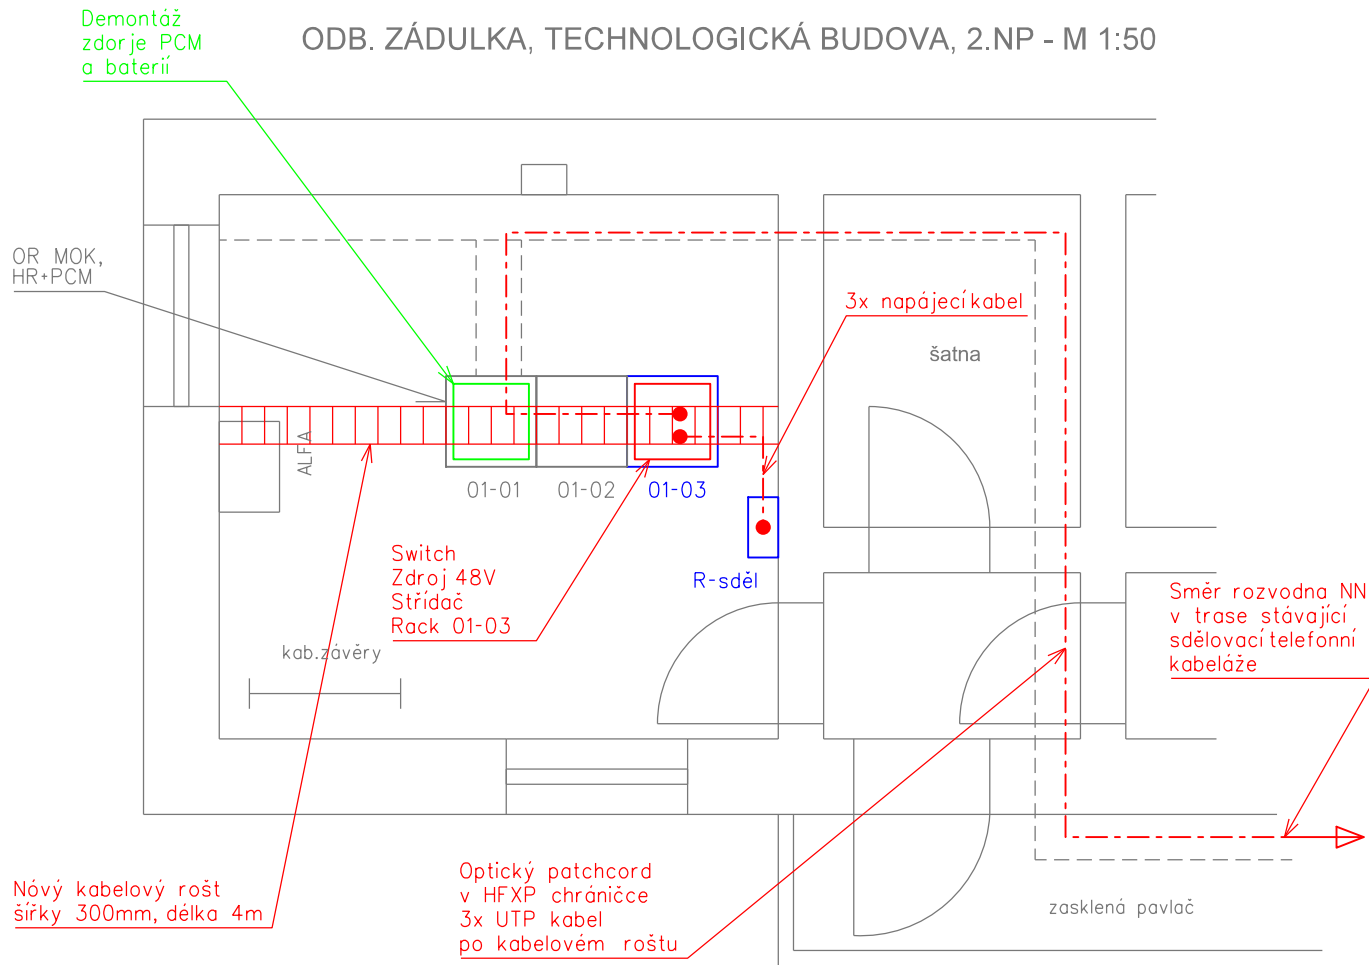 Demontáž
zdorje PCM
a baterií
ODB. ZÁDULKA, TECHNOLOGICKÁ BUDOVA, 2.NP - M 1:50
OR MOK,
HR+PCM
3x napájecí kabel
šatna
ALFA
01-01
01-02
01-03
Switch
Zdroj 48V
Střídač
Rack 01-03
R-sděl
Směr rozvodna NN
v trase stávající
sdělovací telefonní
kabeláže
kab.závěry
Nóvý kabelový rošt
šířky 300mm, délka 4m
Optický patchcord
v HFXP chráničce
3x UTP kabel
po kabelovém roštu
zasklená pavlač